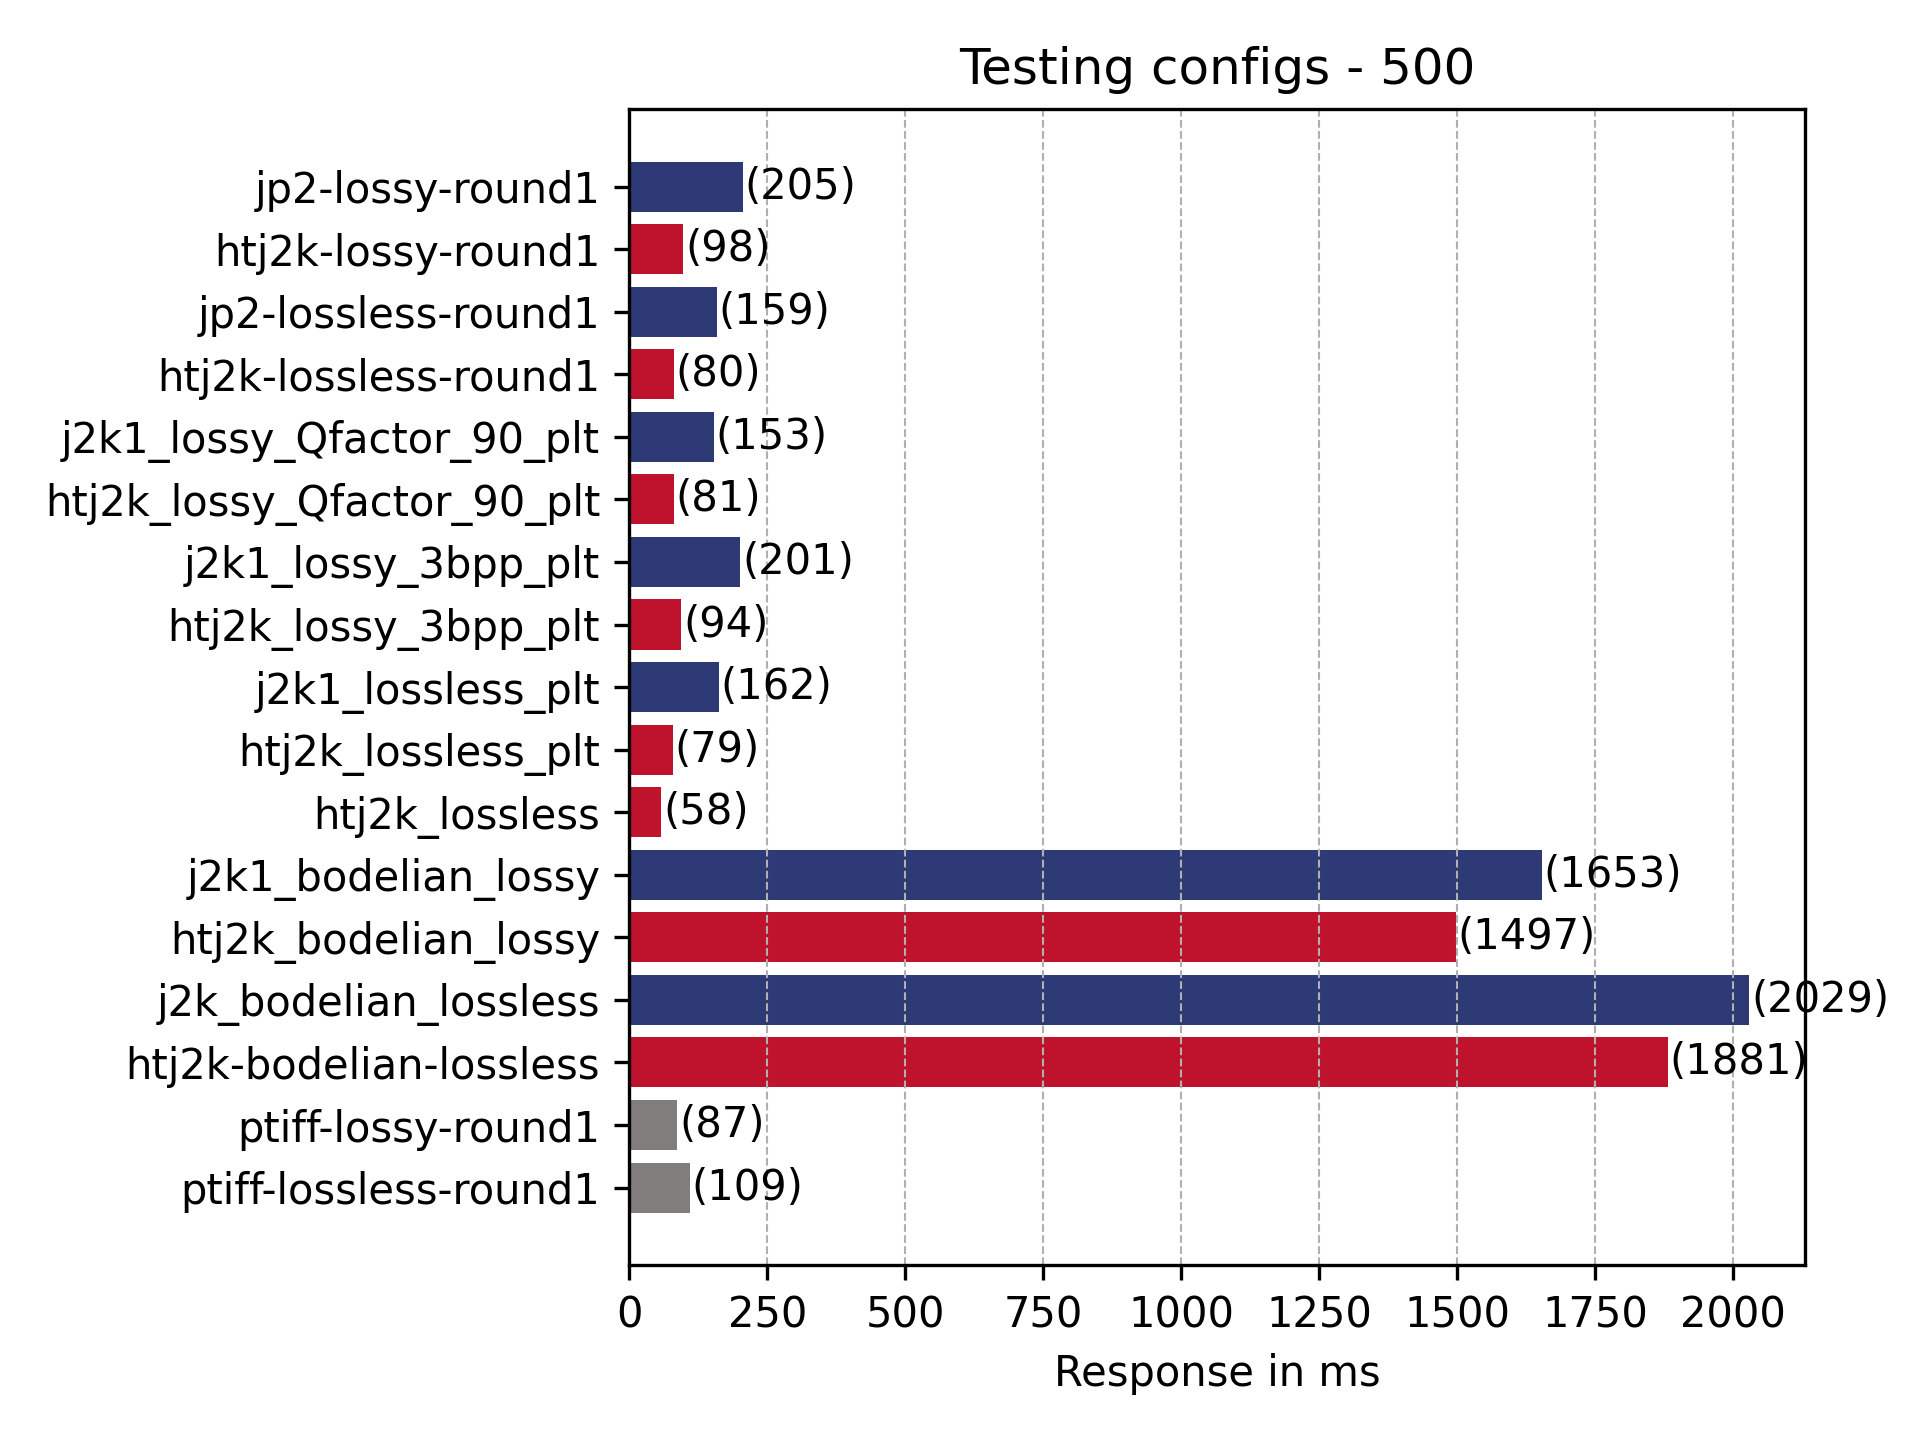 Testing configs - 500
jp2-lossy-round1 (205)
htj2k-lossy-round1 (98)
jp2-lossless-round1 (159)
htj2k-lossless-round1 (80)
j2k1_lossy_Qfactor_90_plt (153)
htj2k_lossy_Qfactor_90_plt (81)
j2k1_lossy_3bpp_plt (201)
htj2k_lossy_3bpp_plt (94)
j2k1_lossless_plt (162)
htj2k_lossless_plt (79)
htj2k_lossless (58)
j2k1_bodelian_lossy (1653)
htj2k_bodelian_lossy (1497)
j2k_bodelian_lossless (2029)
htj2k-bodelian-lossless (1881)
ptiff-lossy-round1 (87)
ptiff-lossless-round1 (109)
0 250 500 750 1000 1250 1500 1750 2000
Response in ms